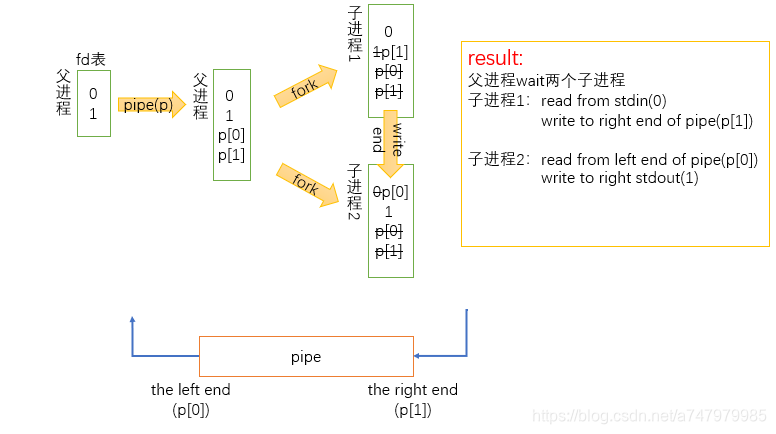 fd表
父进程
0
1
pipe(p)
父进程
0
1
p[0]
p[1]
fork
fork
子进程1
0
1p[1]
p[0]
p[1]
write end
子进程2
0p[0]
1
p[0]
p[1]
result:
父进程wait两个子进程
子进程1：read from stdin(0)
write to right end of pipe(p[1])
子进程2：read from left end of pipe(p[0])
write to right stdout(1)
pipe
the left end
(p[0])
the right end
(p[1])
https://blog.csdn.net/a747979985